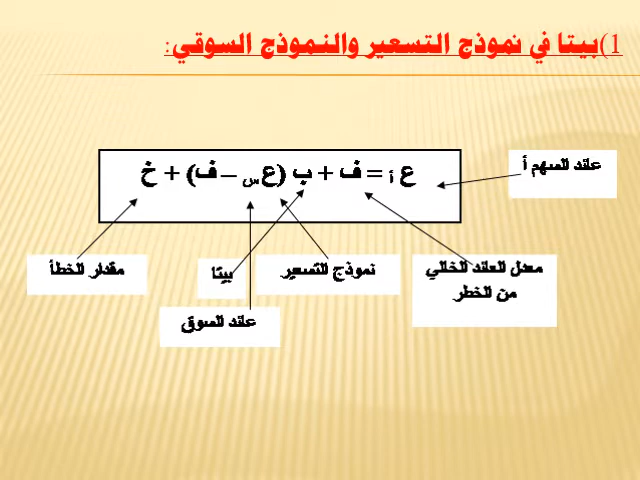 1)بيتا في نموذج التسعير والنموذج السوقي:
عائد السهم أ
ع أ = ف + ب (ع س – ف) + خ
معدل العائد الخالي
من الخطر
نموذج التسعير
بيتا
مقدار الخطأ
عائد السوق